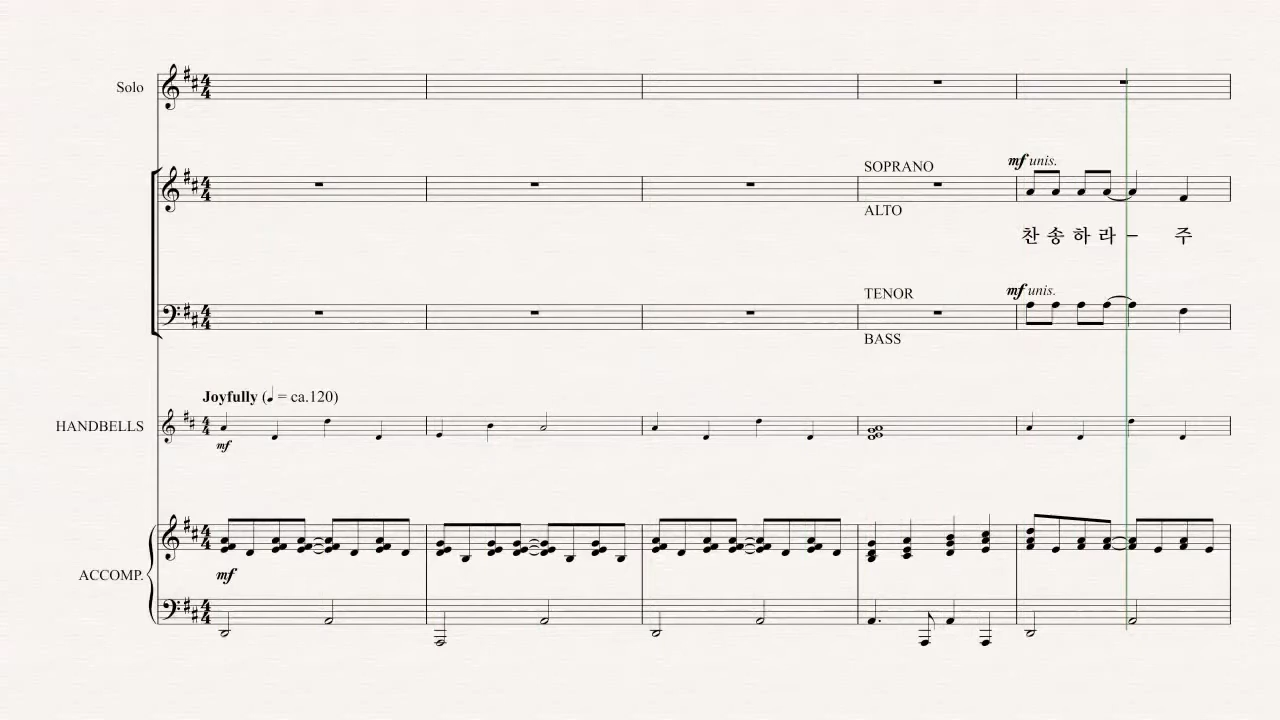 Solo
SOPRANO
mf unis.
ALTO
찬 송 하 라 – 주
TENOR
mf unis.
BASS
Joyfully (♩ = ca.120)
HANDBELLS
mf
ACCOMP.
mf